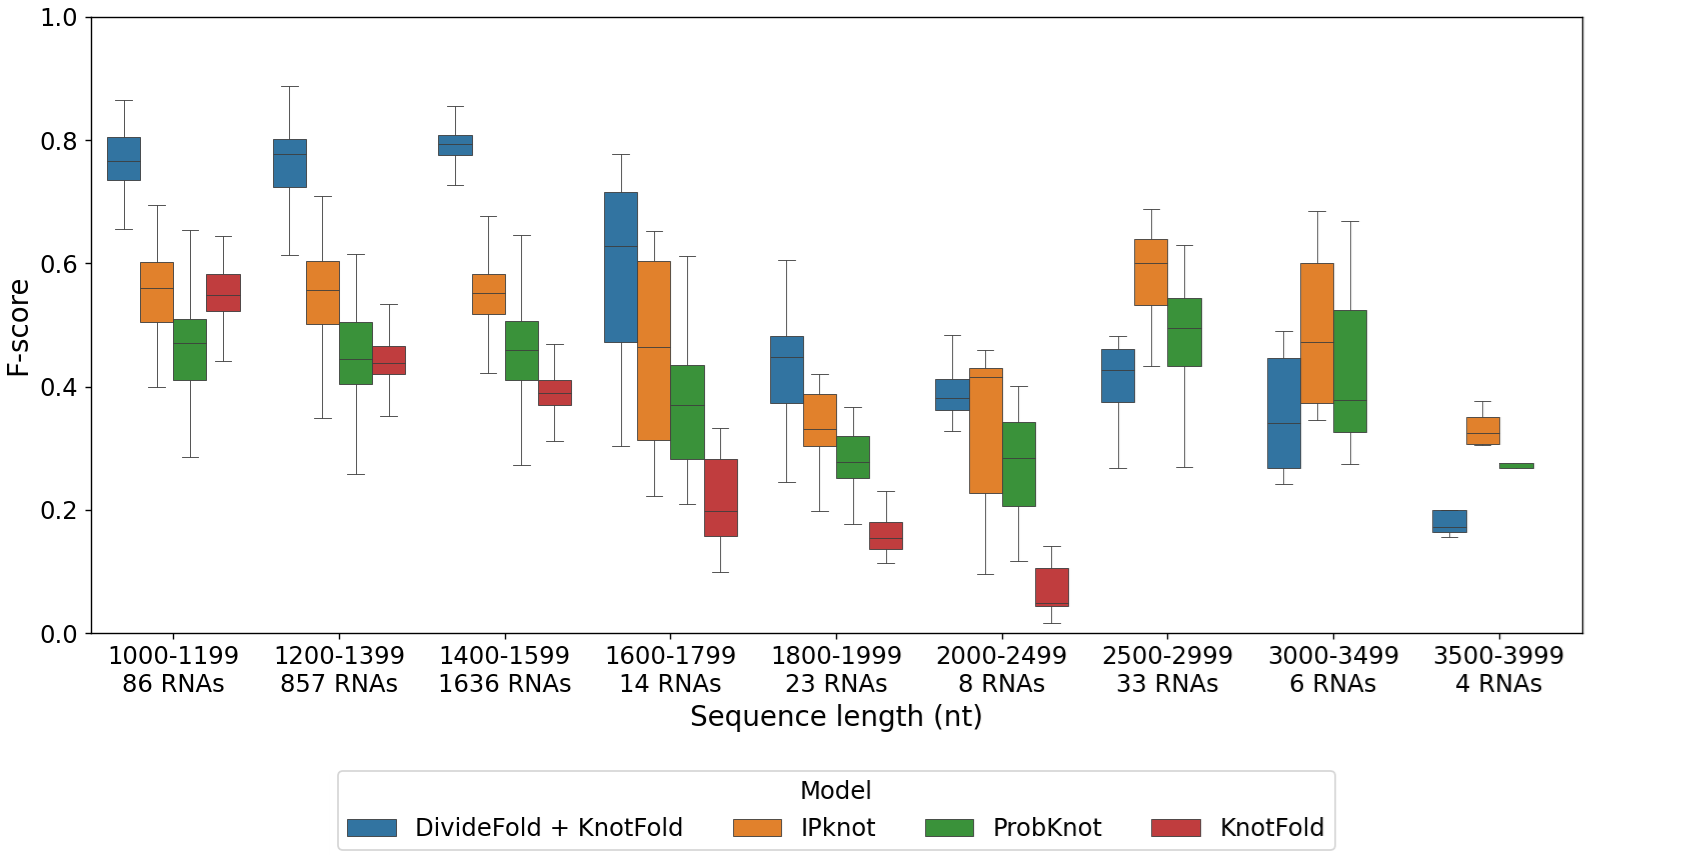 1.0
0.8
0.6
0.4
0.2
0.0
F-score
1000-1199 1200-1399 1400-1599 1600-1799 1800-1999 2000-2499 2500-2999 3000-3499 3500-3999
86 RNAs 857 RNAs 1636 RNAs 14 RNAs 23 RNAs 8 RNAs 33 RNAs 6 RNAs 4 RNAs
Sequence length (nt)
Model
DivideFold + KnotFold IPknot ProbKnot KnotFold